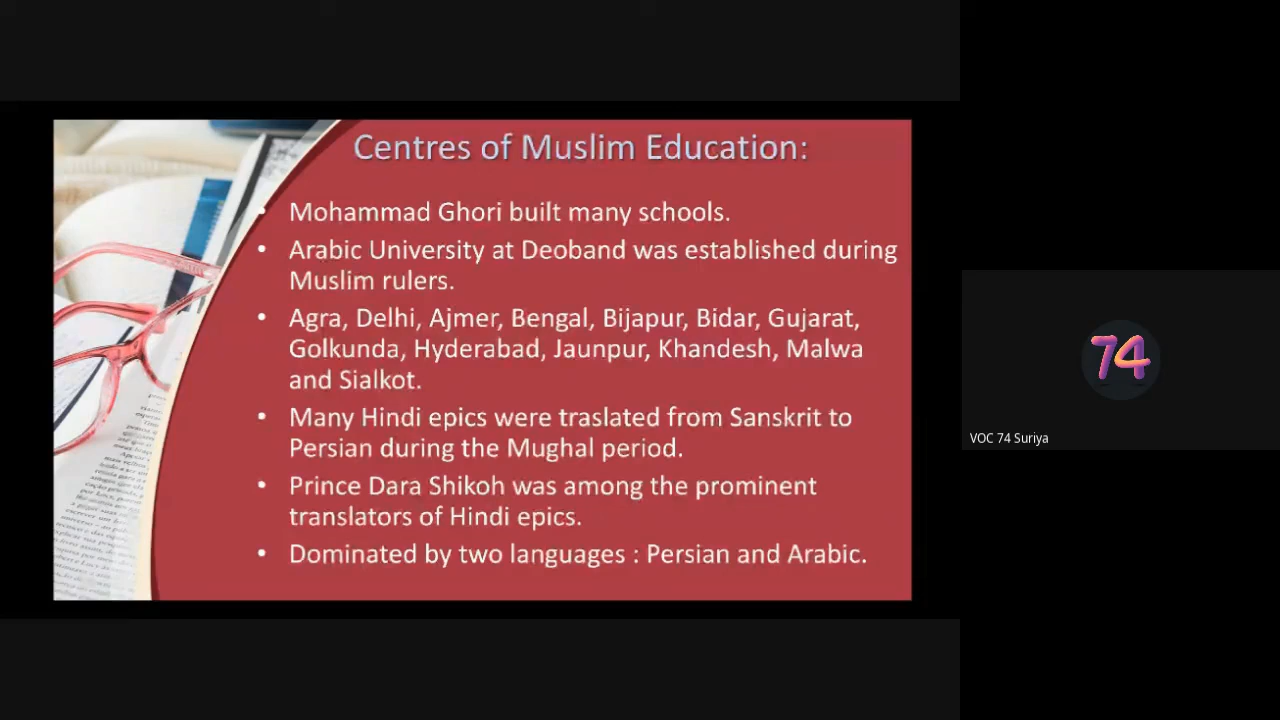 Centres of Muslim Education:
• Mohammad Ghori built many schools.
• Arabic University at Deoband was established during
Muslim rulers.
• Agra, Delhi, Ajmer, Bengal, Bijapur, Bidar, Gujarat,
Golkunda, Hyderabad, Jaunpur, Khandesh, Malwa
and Sialkot.
• Many Hindi epics were traslated from Sanskrit to
Persian during the Mughal period.
• Prince Dara Shikoh was among the prominent
translators of Hindi epics.
• Dominated by two languages : Persian and Arabic.
74
VOC 74 Suriya